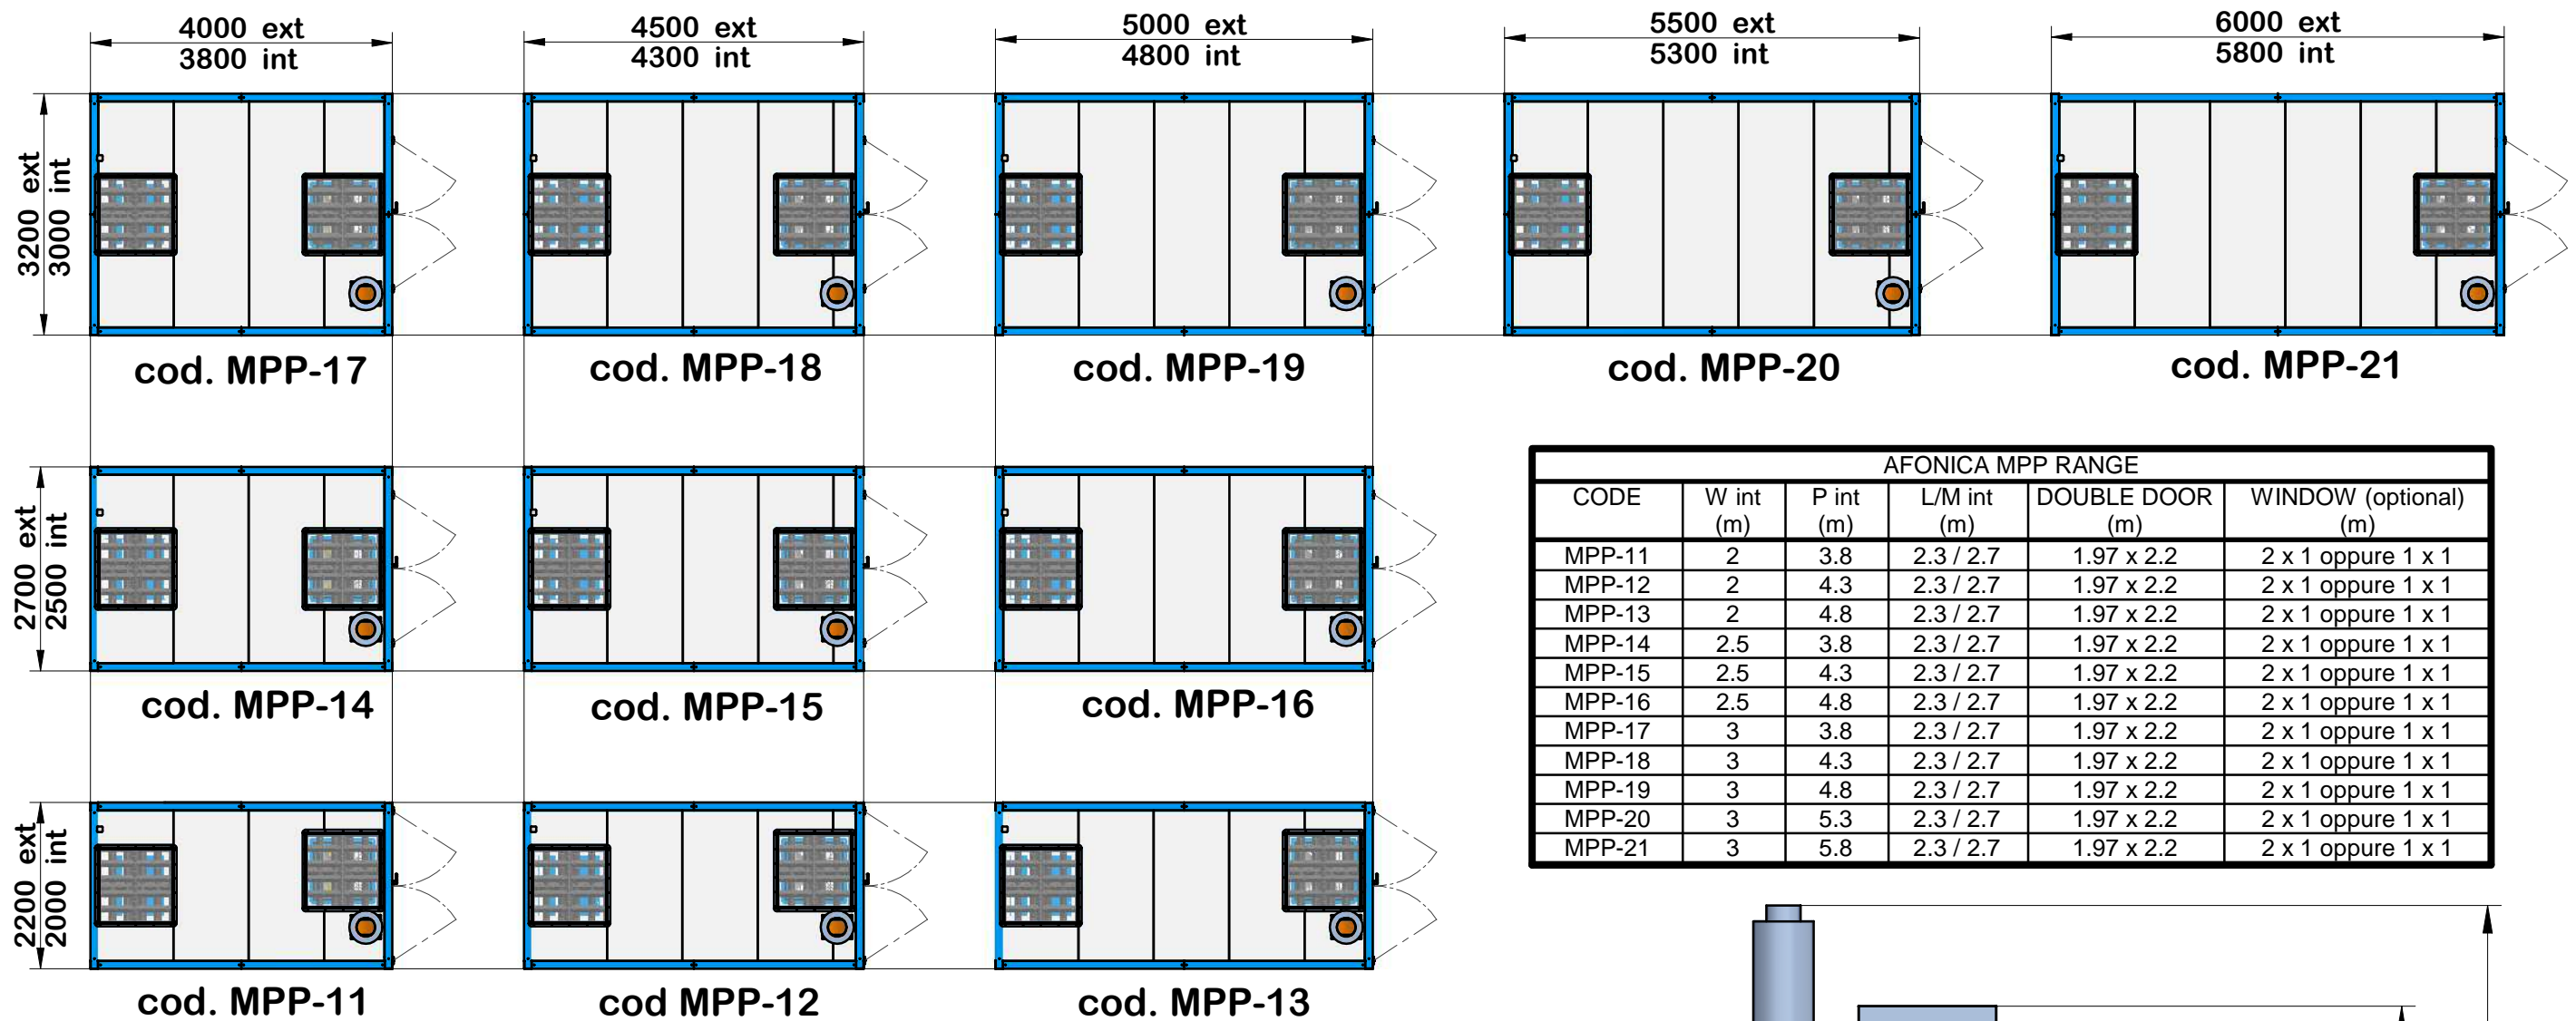 4000 ext
3800 int
4500 ext
4300 int
5000 ext
4800 int
5500 ext
5300 int
6000 ext
5800 int
3200 ext
3000 int
cod. MPP-17
cod. MPP-18
cod. MPP-19
cod. MPP-20
cod. MPP-21
2700 ext
2500 int
cod. MPP-14
cod. MPP-15
cod. MPP-16
2200 ext
2000 int
cod. MPP-11
cod MPP-12
cod. MPP-13
AFONICA MPP RANGE
CODE W int (m) P int (m) L/M int (m) DOUBLE DOOR (m) WINDOW (optional) (m)
MPP-11 2 3.8 2.3 / 2.7 1.97 x 2.2 2 x 1 oppure 1 x 1
MPP-12 2 4.3 2.3 / 2.7 1.97 x 2.2 2 x 1 oppure 1 x 1
MPP-13 2 4.8 2.3 / 2.7 1.97 x 2.2 2 x 1 oppure 1 x 1
MPP-14 2.5 3.8 2.3 / 2.7 1.97 x 2.2 2 x 1 oppure 1 x 1
MPP-15 2.5 4.3 2.3 / 2.7 1.97 x 2.2 2 x 1 oppure 1 x 1
MPP-16 2.5 4.8 2.3 / 2.7 1.97 x 2.2 2 x 1 oppure 1 x 1
MPP-17 3 3.8 2.3 / 2.7 1.97 x 2.2 2 x 1 oppure 1 x 1
MPP-18 3 4.3 2.3 / 2.7 1.97 x 2.2 2 x 1 oppure 1 x 1
MPP-19 3 4.8 2.3 / 2.7 1.97 x 2.2 2 x 1 oppure 1 x 1
MPP-20 3 5.3 2.3 / 2.7 1.97 x 2.2 2 x 1 oppure 1 x 1
MPP-21 3 5.8 2.3 / 2.7 1.97 x 2.2 2 x 1 oppure 1 x 1